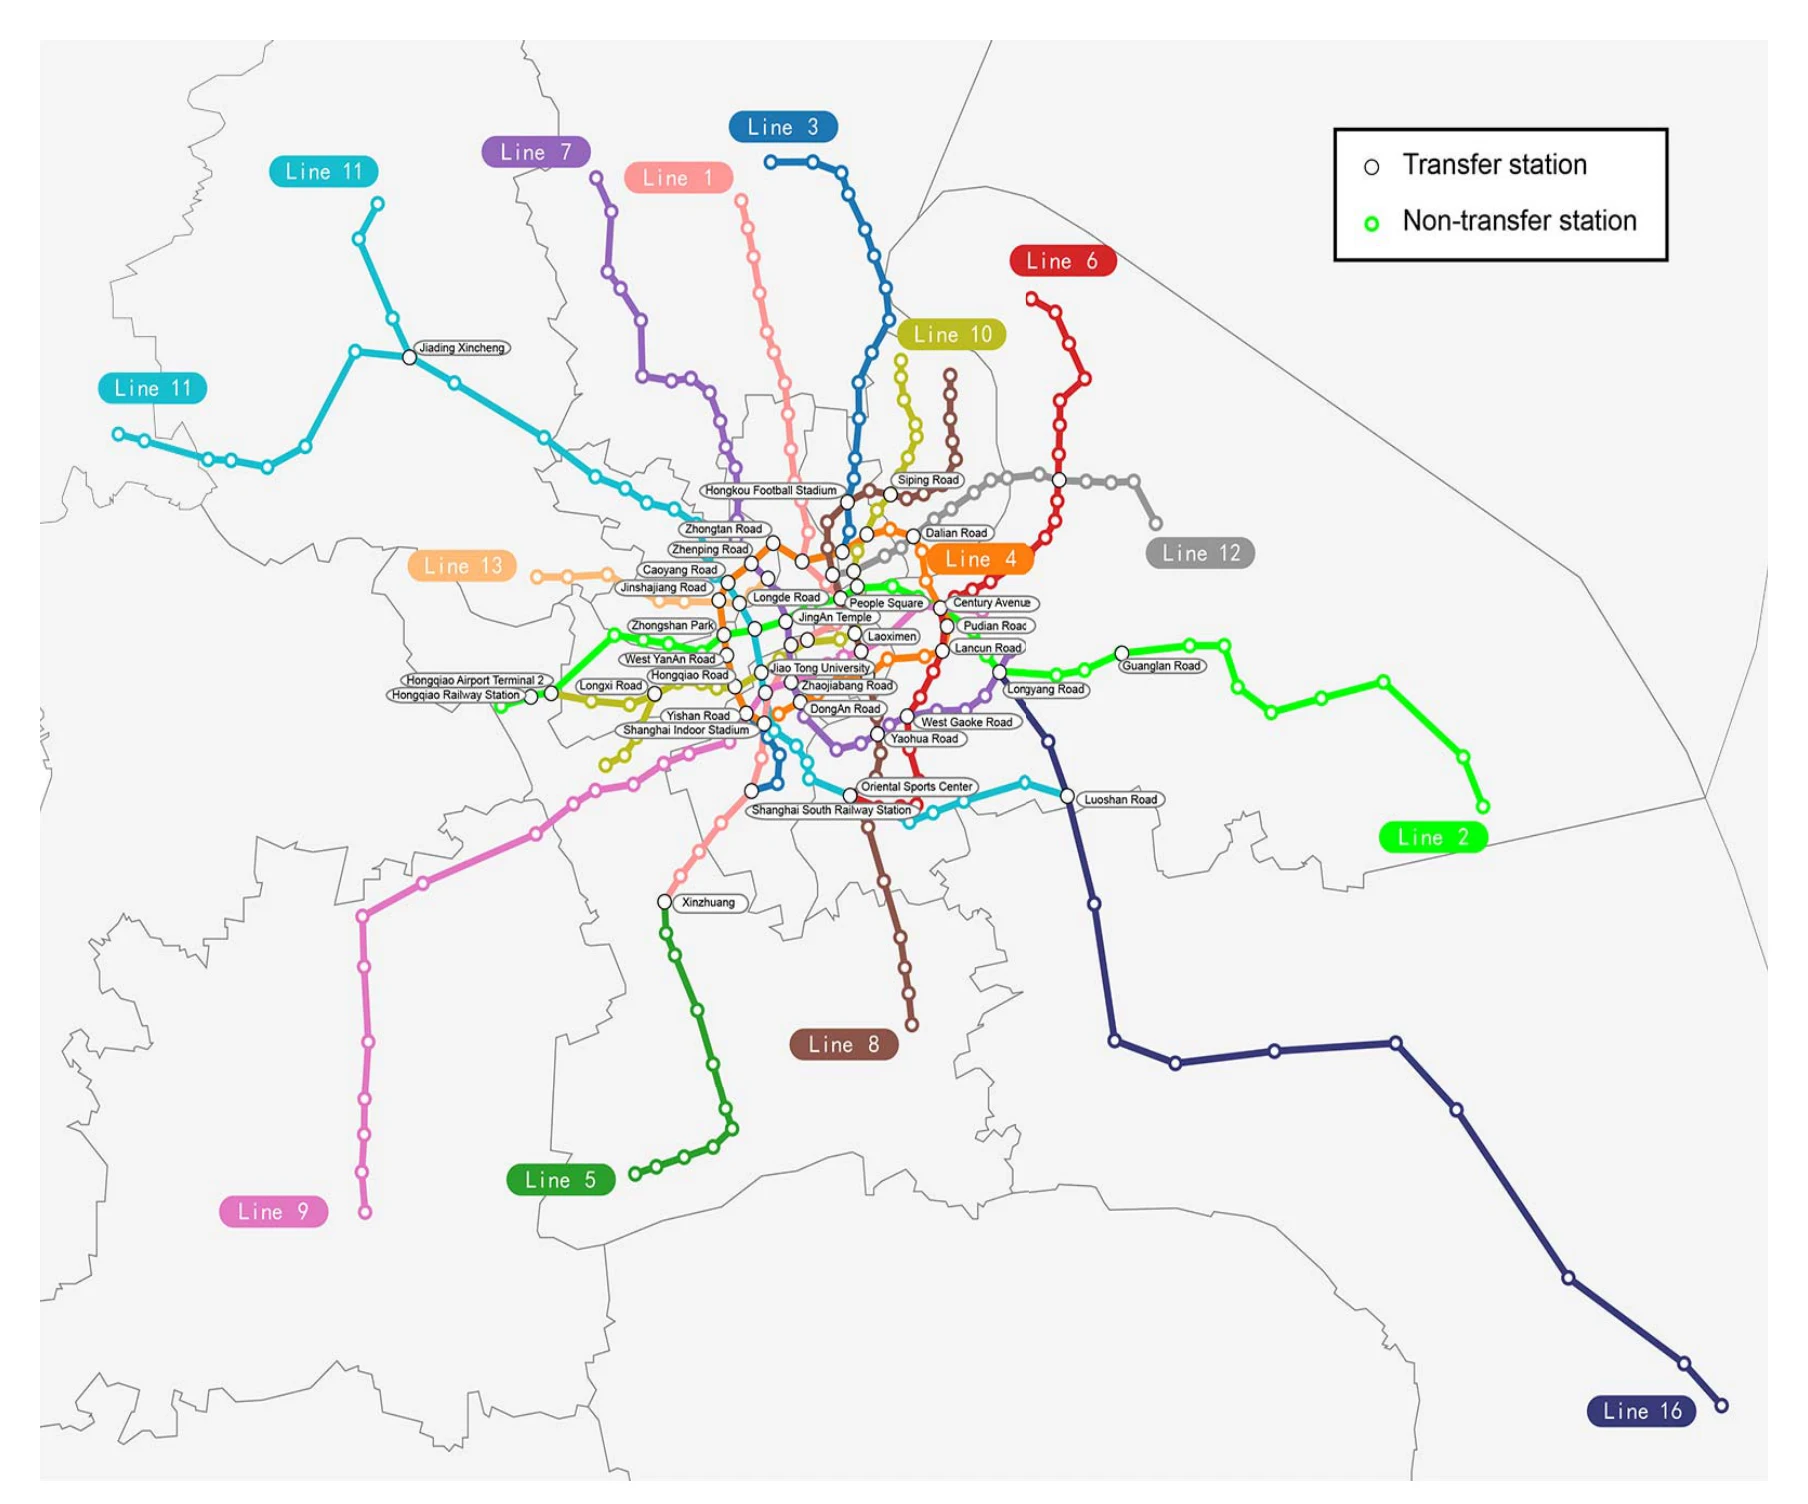 Line 3
Line 7
Line 11
Line 1
Transfer station
Non-transfer station
Line 6
Line 10
Jiading Xincheng
Line 11
Siping Road
Hongkou Football Stadium
Zhongtan Road
Dalian Road
Zhenping Road
Line 12
Line 4
Line 13
Caoyang Road
Jinshajiang Road
Longde Road
People Square
Century Avenue
JingAn Temple
Zhongshan Park
Pudian Road
Laoximen
Lancun Road
West YanAn Road
Guanglan Road
Jiao Tong University
Hongqiao Road
Hongqiao Airport Terminal 2
Longxi Road
Zhaojiabang Road
Longyang Road
Hongqiao Railway Station
DongAn Road
Yishan Road
West Gaoke Road
Shanghai Indoor Stadium
Yaohua Road
Oriental Sports Center
Luoshan Road
Shanghai South Railway Station
Line 2
Xinzhuang
Line 8
Line 5
Line 9
Line 16